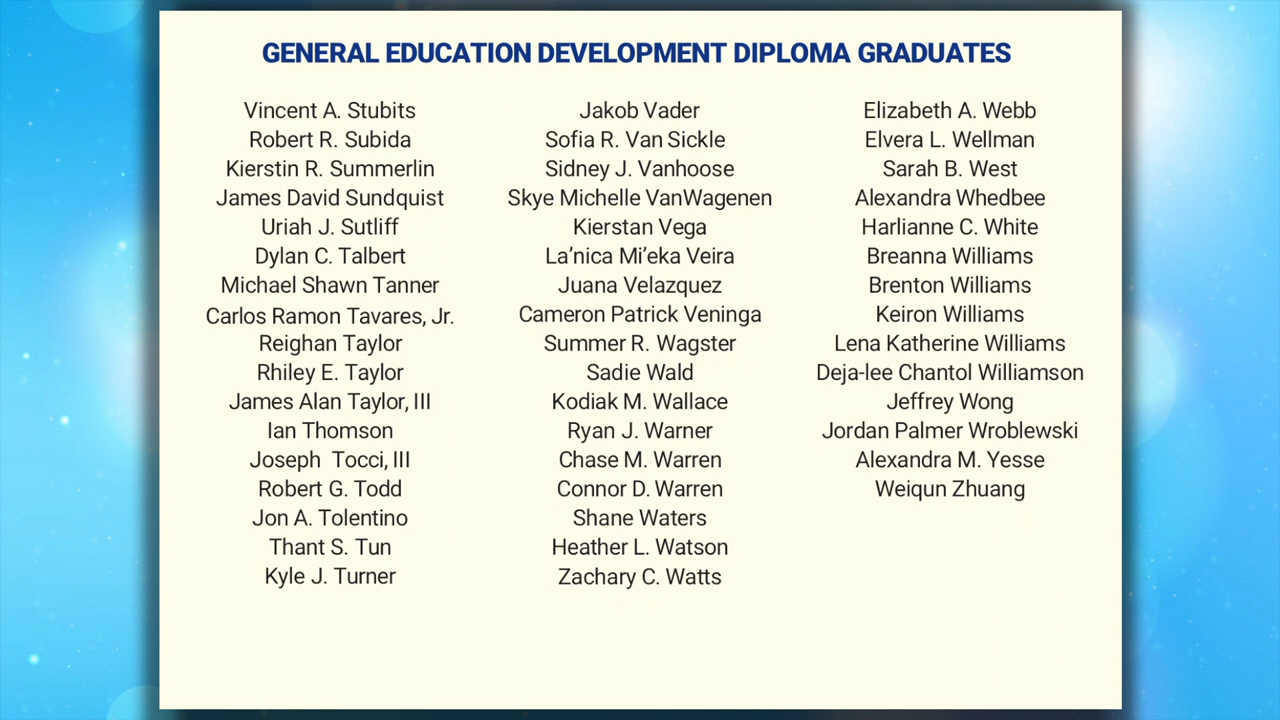 GENERAL EDUCATION DEVELOPMENT DIPLOMA GRADUATES
Vincent A. Stubits
Robert R. Subida
Kierstin R. Summerlin
James David Sundquist
Uriah J. Sutliff
Dylan C. Talbert
Michael Shawn Tanner
Carlos Ramon Tavares, Jr.
Reighan Taylor
Rhiley E. Taylor
James Alan Taylor, III
Ian Thomson
Joseph  Tocci, III
Robert G. Todd
Jon A. Tolentino
Thant S. Tun
Kyle J. Turner
Jakob Vader
Sofia R. Van Sickle
Sidney J. Vanhoose
Skye Michelle VanWagenen
Kierstan Vega
La’nica Mi’eka Veira
Juana Velazquez
Cameron Patrick Veninga
Summer R. Wagster
Sadie Wald
Kodiak M. Wallace
Ryan J. Warner
Chase M. Warren
Connor D. Warren
Shane Waters
Heather L. Watson
Zachary C. Watts
Elizabeth A. Webb
Elvera L. Wellman
Sarah B. West
Alexandra Whedbee
Harlianne C. White
Breanna Williams
Brenton Williams
Keiron Williams
Lena Katherine Williams
Deja-lee Chantol Williamson
Jeffrey Wong
Jordan Palmer Wroblewski
Alexandra M. Yesse
Weiqun Zhuang